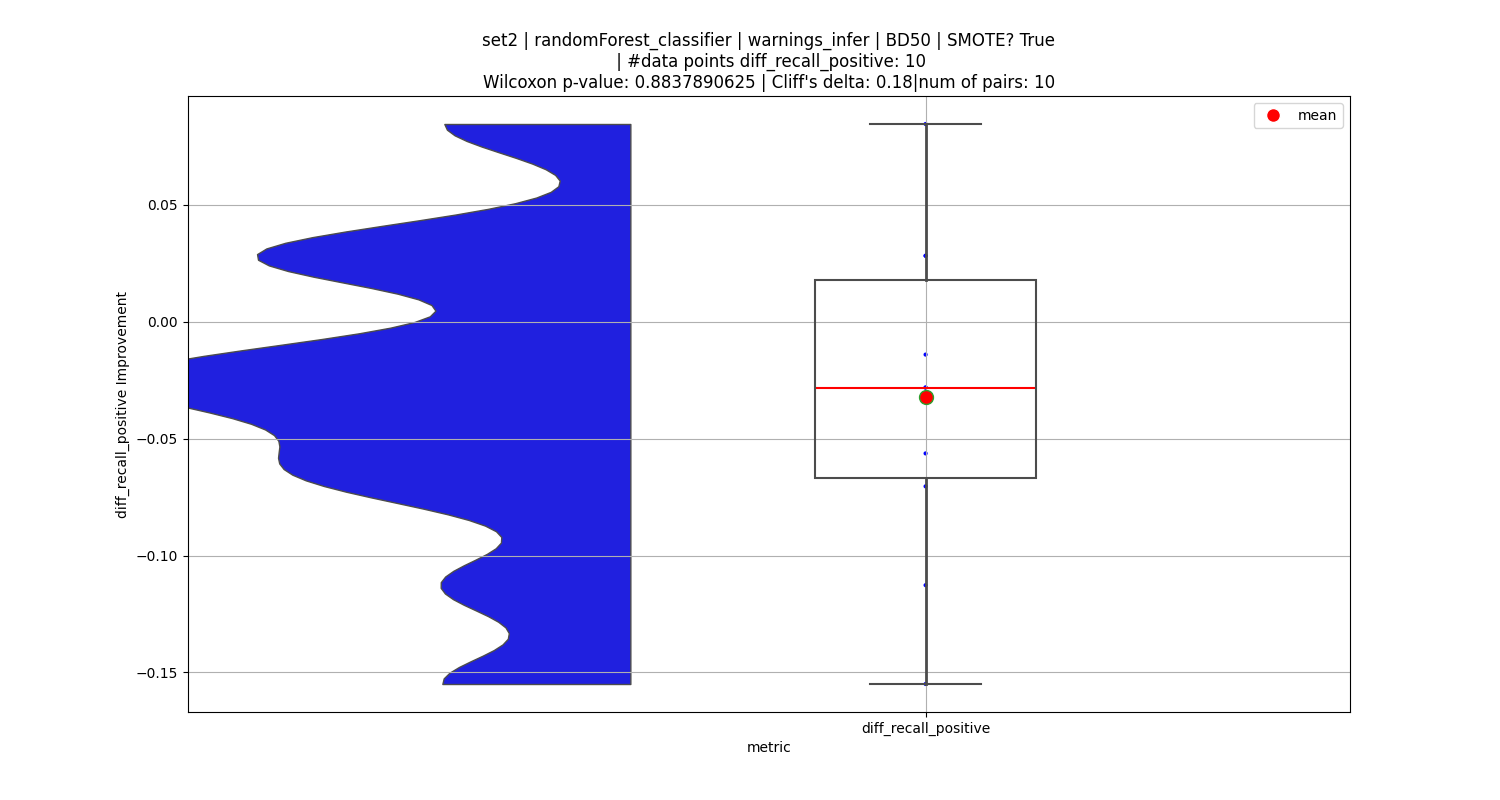 set2 | randomForest_classifier | warnings_infer | BD50 | SMOTE? True
| #data points diff_recall_positive: 10
Wilcoxon p-value: 0.8837890625 | Cliff's delta: 0.18|num of pairs: 10
mean
0.05
0.00
−0.05
−0.10
−0.15
diff_recall_positive Improvement
diff_recall_positive
metric